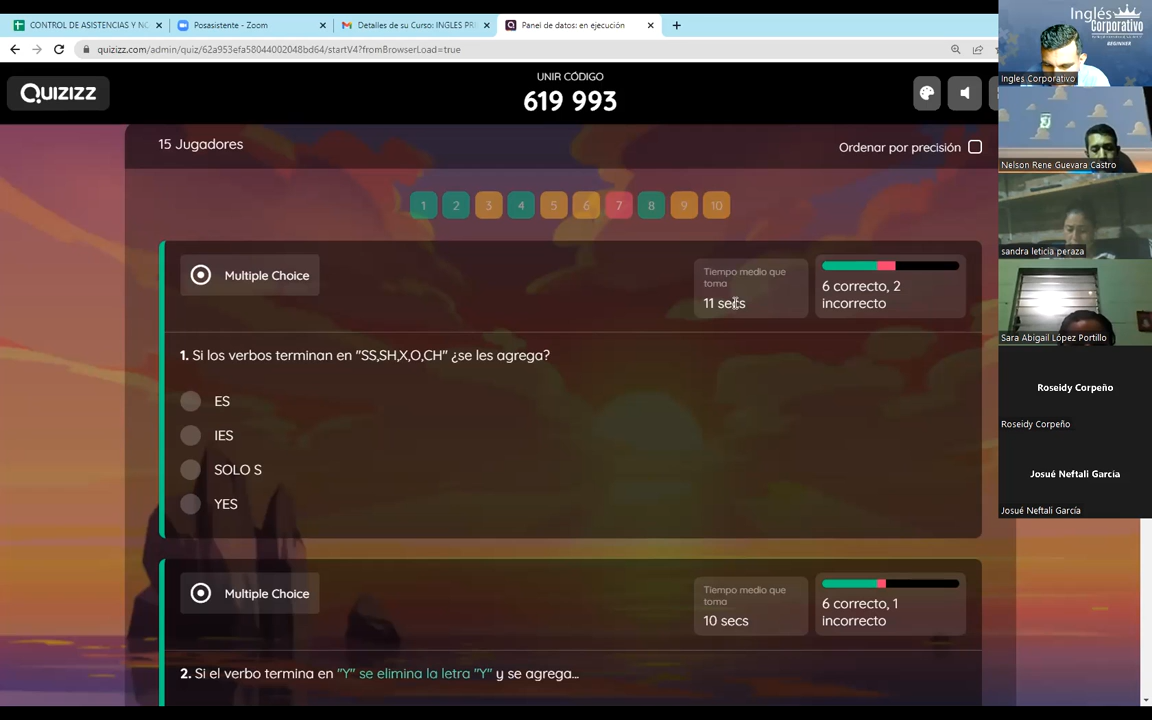 CONTROL DE ASISTENCIAS Y NO
Posasistente - Zoom
Detalles de su Curso: INGLES PRE
Panel de datos: en ejecución
quizizz.com/admin/quiz/62a953efa58044002048bd64/startV4?fromBrowserLoad=true
Quizizz
UNIR CÓDIGO
619 993
15 Jugadores
Ordenar por precisión
1 2 3 4 5 6 7 8 9 10
Multiple Choice
Tiempo medio que
toma
11 secs
6 correcto, 2
incorrecto
1. Si los verbos terminan en "SS,SH,X,O,CH" ¿se les agrega?
ES
IES
SOLO S
YES
Multiple Choice
Tiempo medio que
toma
10 secs
6 correcto, 1
incorrecto
2. Si el verbo termina en "Y" se elimina la letra "Y" y se agrega...
Inglés
Corporativo
BEGINNER
Ingles Corporativo
Nelson Rene Guevara Castro
sandra leticia peraza
Sara Abigail López Portillo
Roseidy Corpeño
Roseidy Corpeño
Josué Neftali García
Josué Neftali García